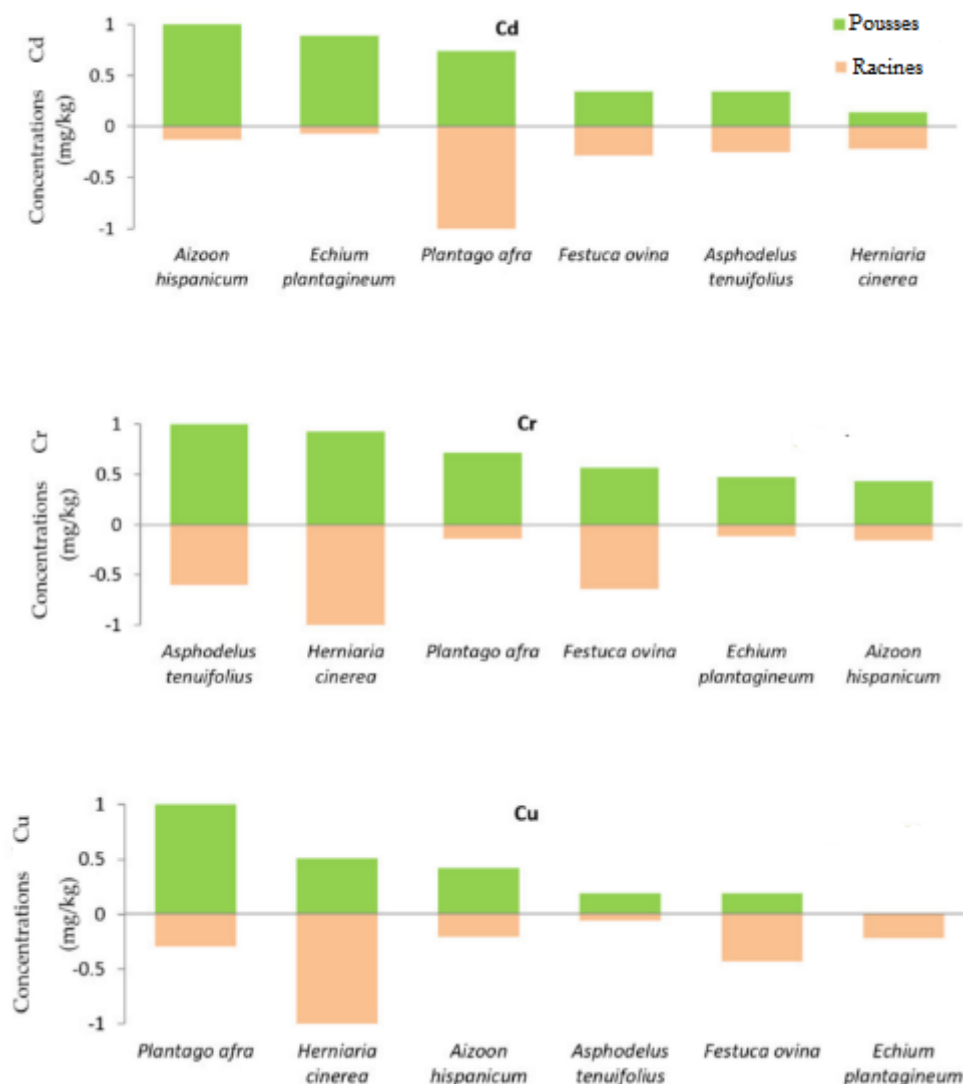 Cd
Pousses
Racines
Concentrations Cd
(mg/kg)
1
0.5
0
-0.5
-1
Aizoon hispanicum
Echium plantagineum
Plantago afra
Festuca ovina
Asphodelus tenuifolius
Herniaria cinerea
Cr
Concentrations Cr
(mg/kg)
1
0.5
0
-0.5
-1
Asphodelus tenuifolius
Herniaria cinerea
Plantago afra
Festuca ovina
Echium plantagineum
Aizoon hispanicum
Cu
Concentrations Cu
(mg/kg)
1
0.5
0
-0.5
-1
Plantago afra
Herniaria cinerea
Aizoon hispanicum
Asphodelus tenuifolius
Festuca ovina
Echium plantagineum